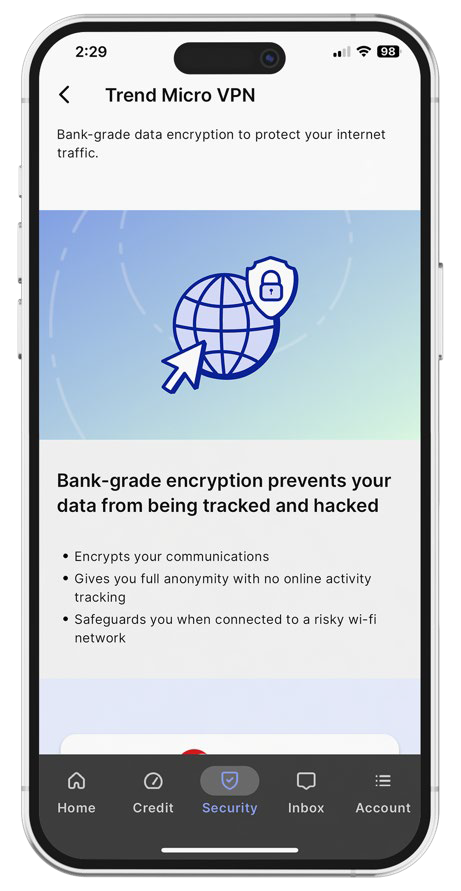 2:29
98
Trend Micro VPN
Bank-grade data encryption to protect your internet
traffic.
Bank-grade encryption prevents your
data from being tracked and hacked
• Encrypts your communications
• Gives you full anonymity with no online activity
tracking
• Safeguards you when connected to a risky wi-fi
network
Home Credit Security Inbox Account